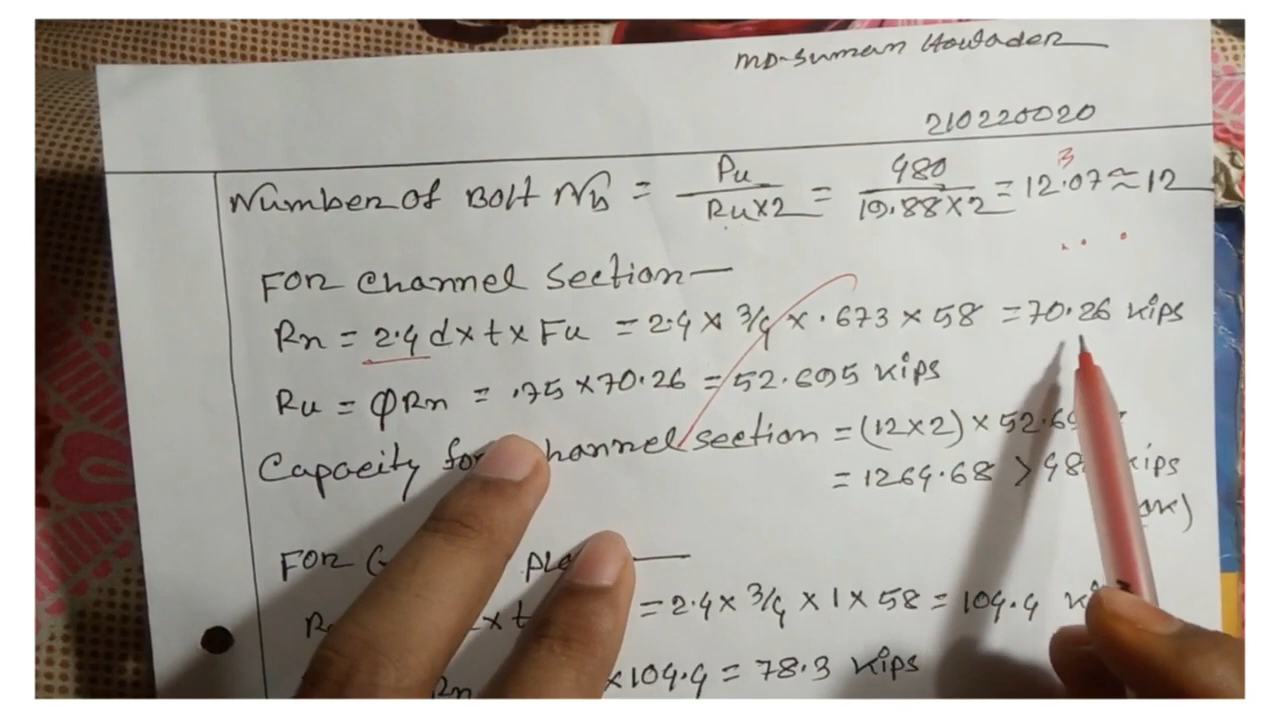 MD-Suman Howlader
210220020
Number of Bolt Nb = Pu / Ru×2 = 480 / 19.88×2 = 12.07 ≈ 12
3
For channel section—
Rn = 2.4 d×t×Fu = 2.4 × 3/4 × .673 × 58 = 70.26 kips
Ru = φRn = .75 × 70.26 = 52.695 kips
Capacity for channel section = (12×2) × 52.69
= 1264.68 > 48 kips
OK)
For
= 2.4 × 3/4 × 1 × 58 = 104.4
Rn × 104.4 = 78.3 kips